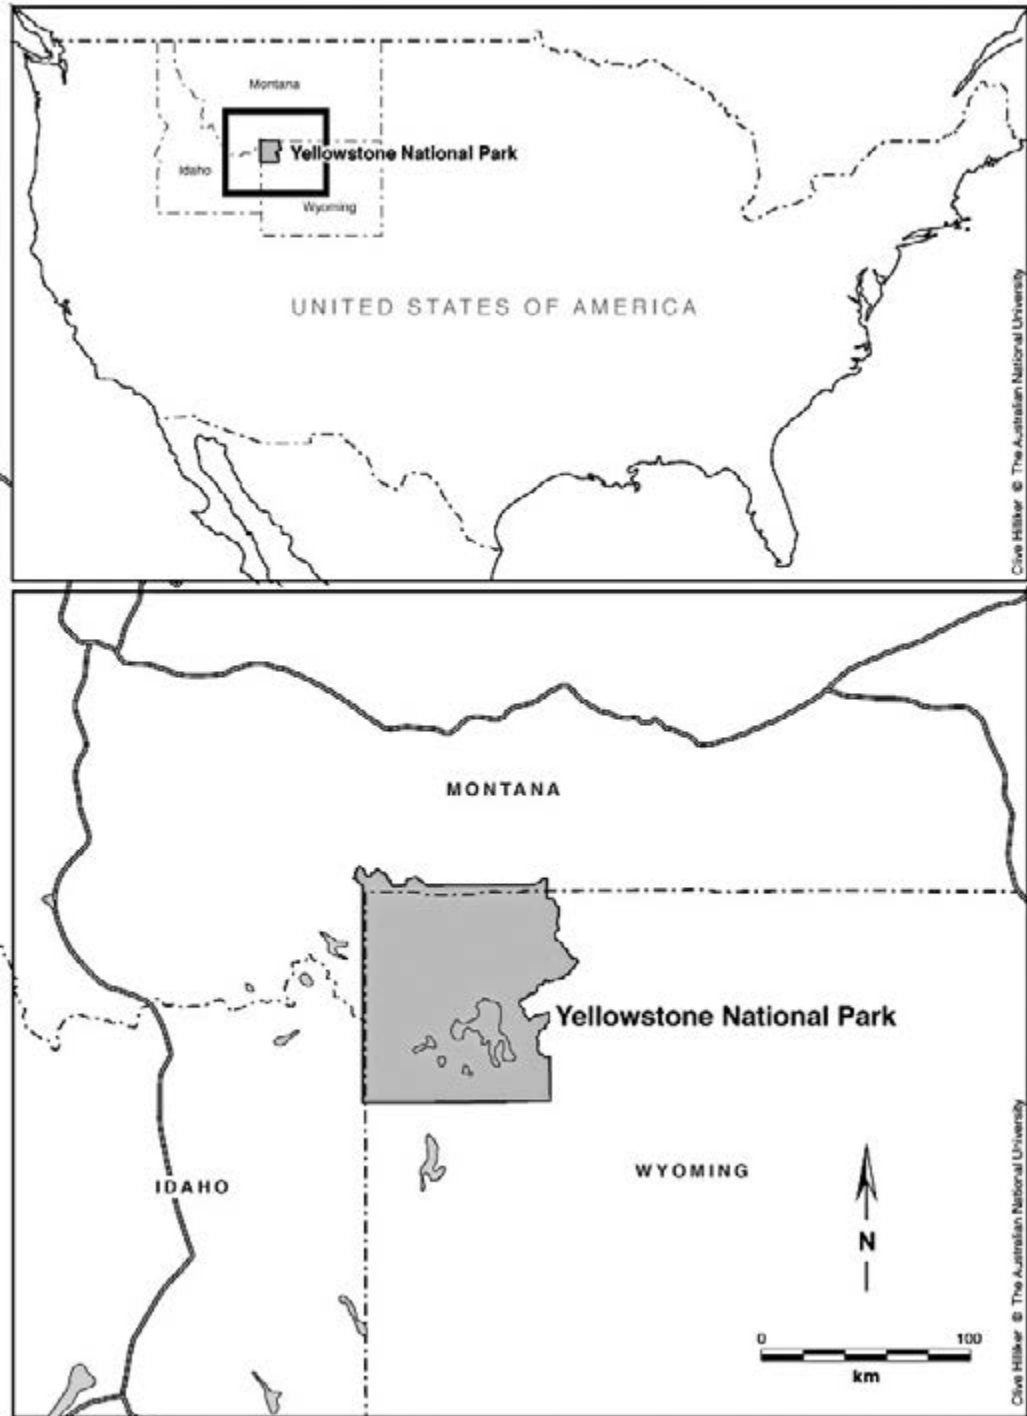 Montana
Yellowstone National Park
Idaho
Wyoming
UNITED STATES OF AMERICA
Clive Hilliker © The Australian National University
MONTANA
Yellowstone National Park
WYOMING
IDAHO
N
0 100
km
Clive Hilliker © The Australian National University